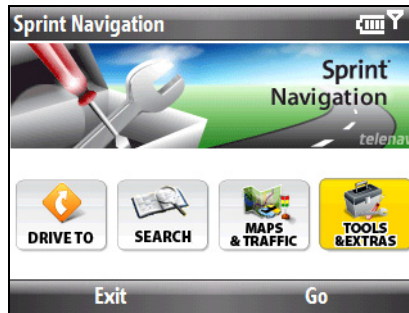 Sprint Navigation
Sprint
Navigation
telenav
DRIVE TO
SEARCH
MAPS
& TRAFFIC
TOOLS
&EXTRAS
Exit
Go